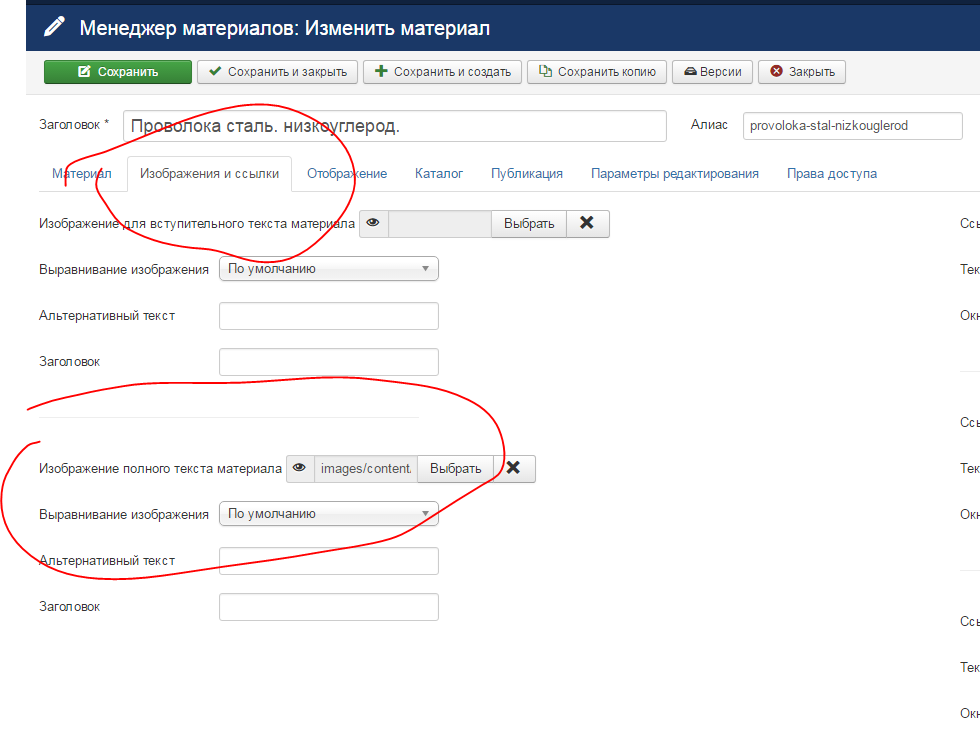 Менеджер материалов: Изменить материал
Сохранить Сохранить и закрыть Сохранить и создать Сохранить копию Версии Закрыть
Заголовок * Проволока сталь. низкоуглерод. Алиас provoloka-stal-nizkouglerod
Материал Изображения и ссылки Отображение Каталог Публикация Параметры редактирования Права доступа
Изображение для вступительного текста материала Выбрать Ссы
Выравнивание изображения По умолчанию Тек
Альтернативный текст Окн
Заголовок
Ссы
Изображение полного текста материала images/content. Выбрать Тек
Выравнивание изображения По умолчанию Окн
Альтернативный текст
Заголовок
Ссы
Тек
Окн